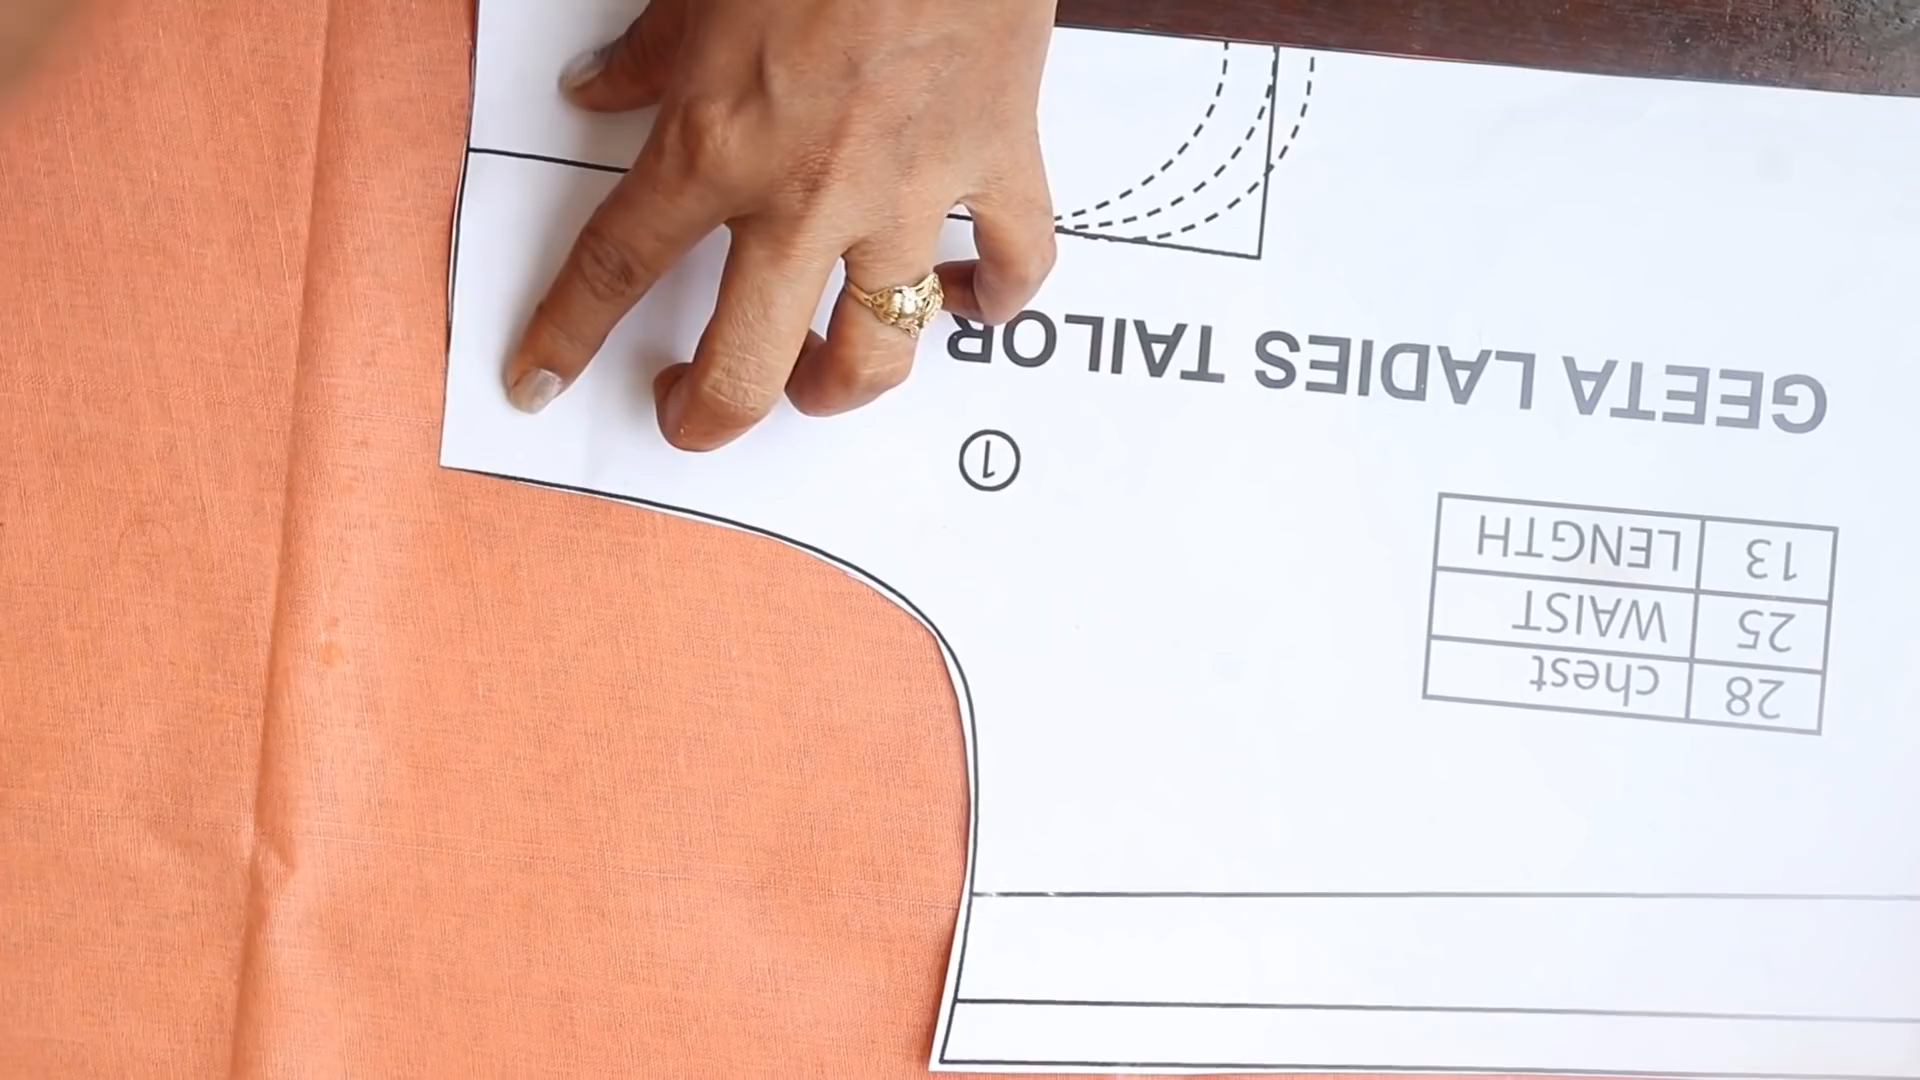 28 chest
25 WAIST
13 LENGTH
1
GEETA LADIES TAILOR